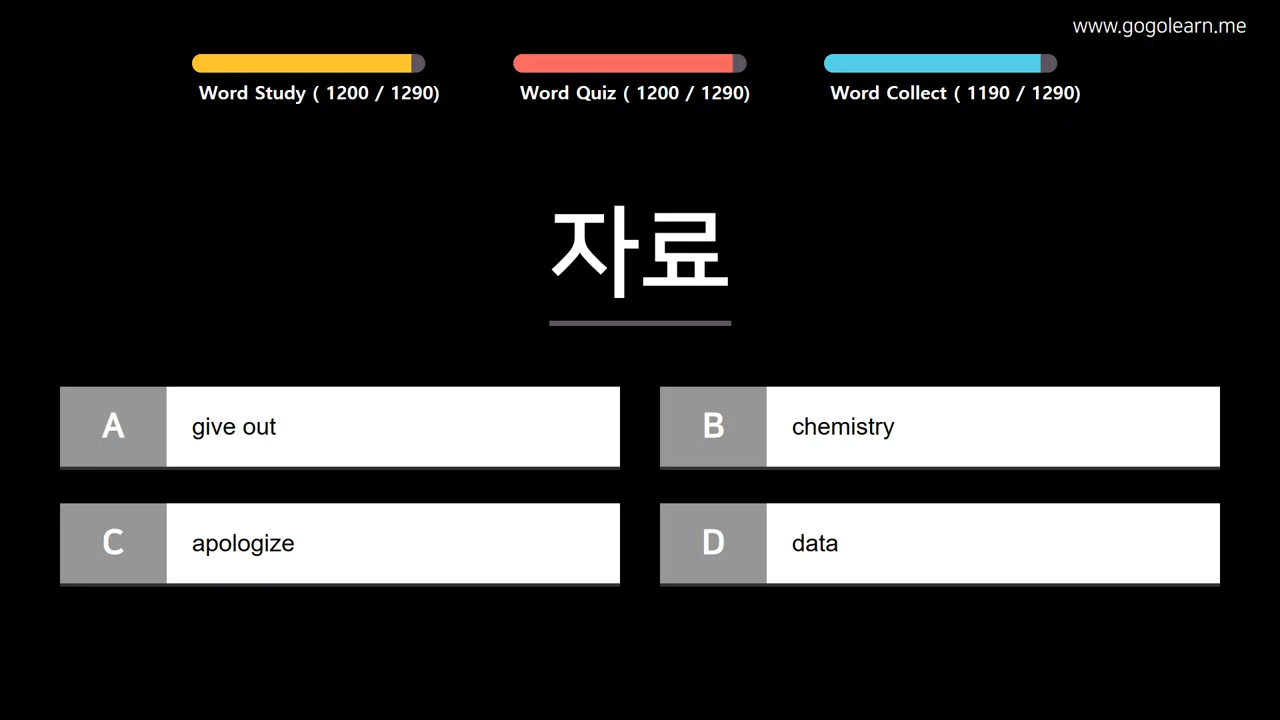 www.gogolearn.me
Word Study ( 1200 / 1290)
Word Quiz ( 1200 / 1290)
Word Collect ( 1190 / 1290)
자료
A give out
B chemistry
C apologize
D data